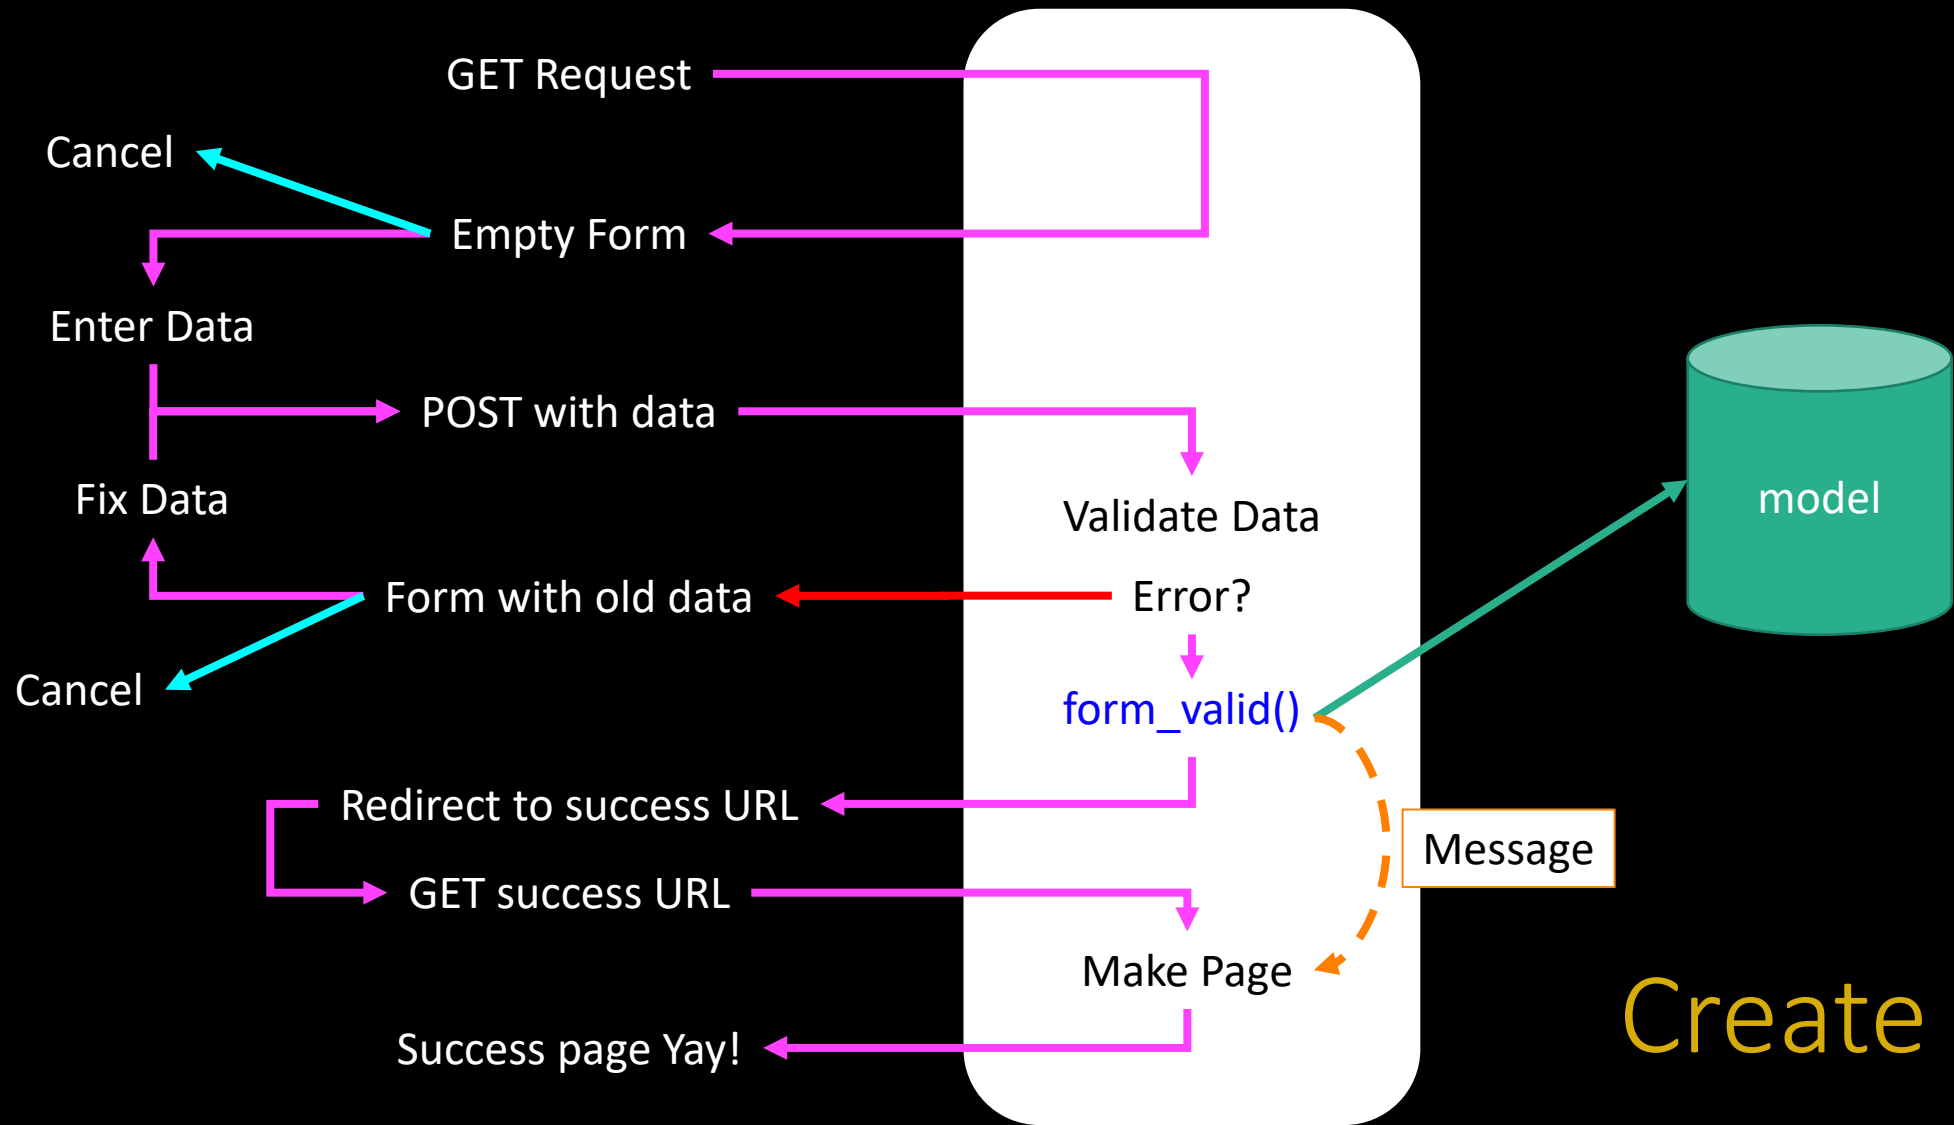 GET Request
Cancel
Empty Form
Enter Data
POST with data
Fix Data
Validate Data
model
Form with old data
Error?
Cancel
form_valid()
Redirect to success URL
Message
GET success URL
Make Page
Create
Success page Yay!